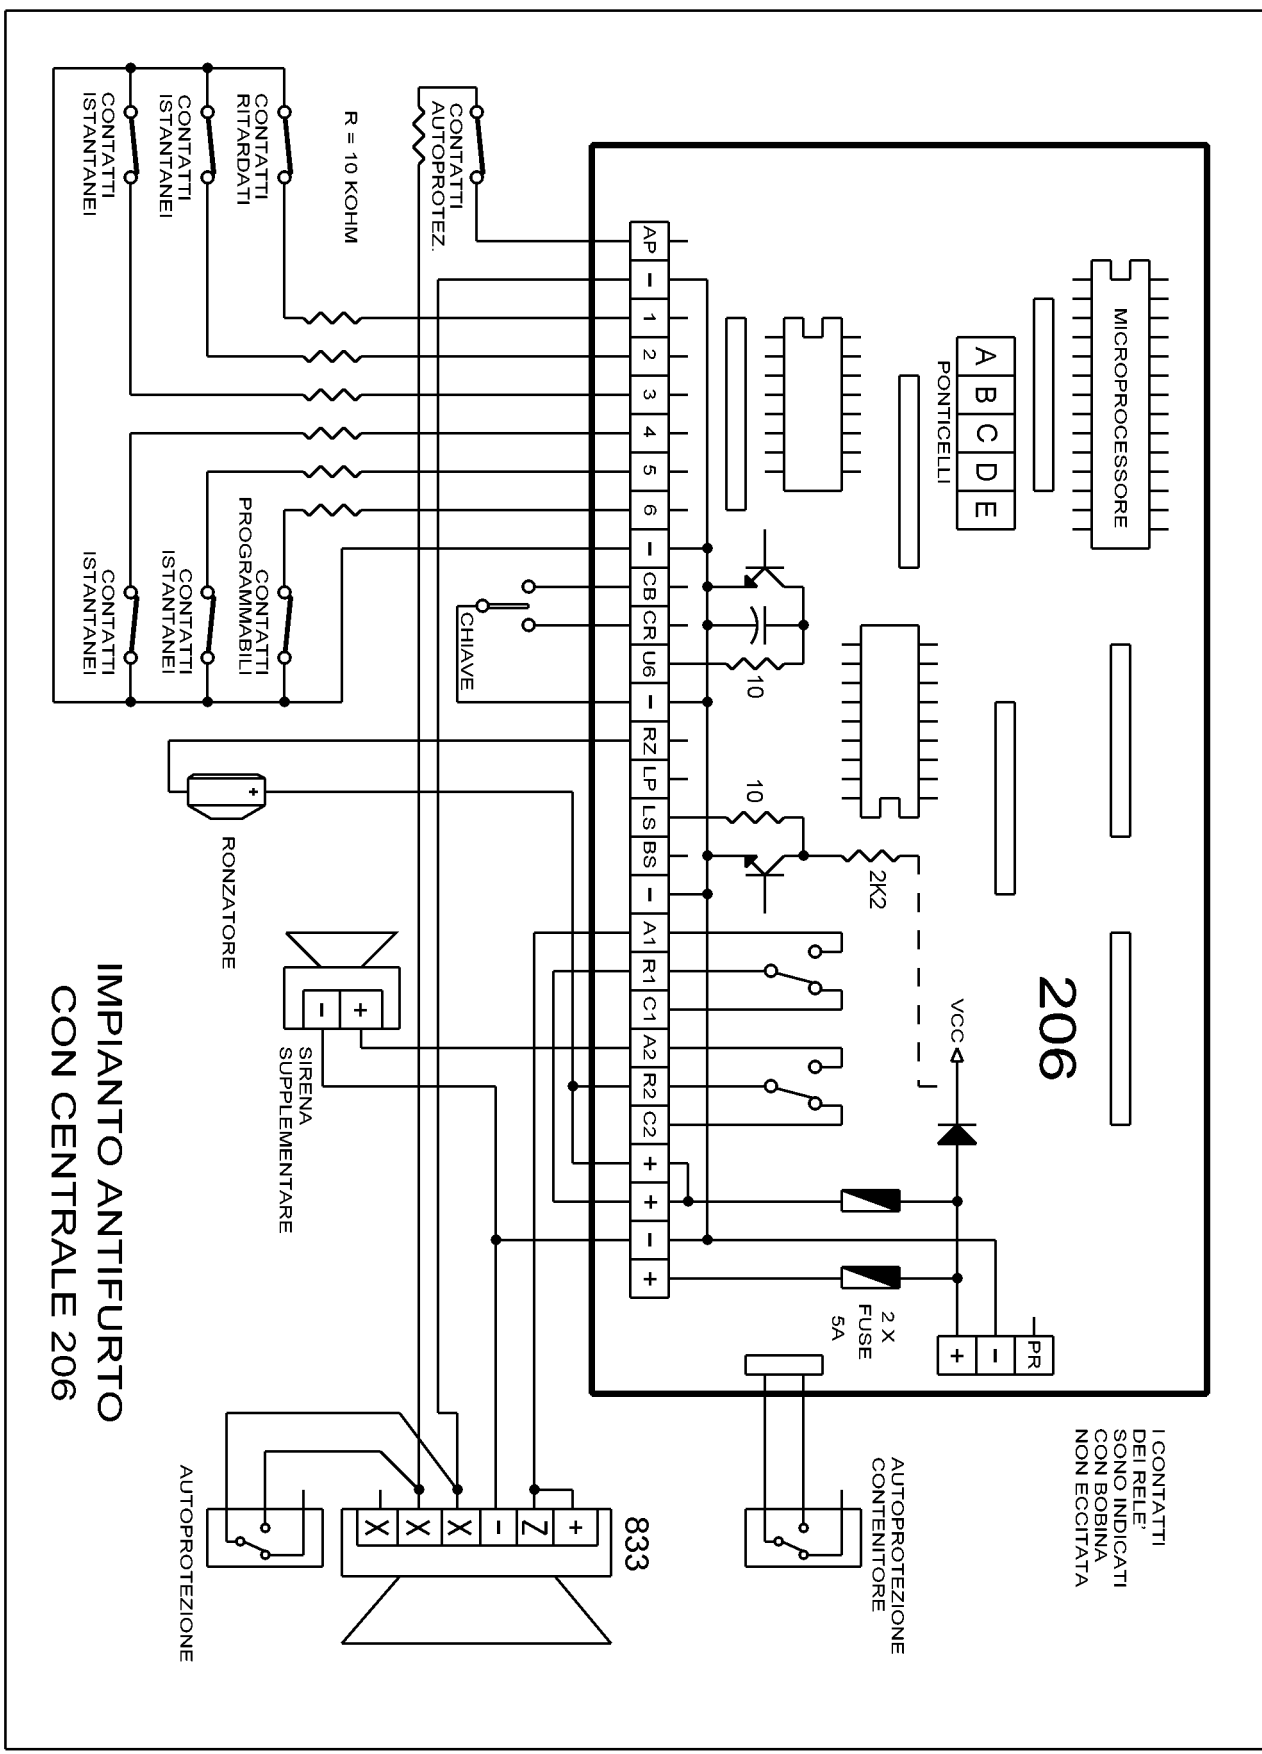 I CONTATTI
DEI RELE'
SONO INDICATI
CON BOBINA
NON ECCITATA
MICROPROCESSORE
A B C D E
PONTICELLI
206
VCC
2K2
10
10
2 X
FUSE
5A
PR
-
+
AUTOPROTEZIONE
CONTENITORE
AP - 1 2 3 4 5 6 - CB CR U6 - RZ LP LS BS - A1 R1 C1 A2 R2 C2 + + - +
CONTATTI
AUTOPROTEZ.
R = 10 KOHM
CONTATTI
RITARDATI
CONTATTI
ISTANTANEI
CONTATTI
ISTANTANEI
CHIAVE
CONTATTI
PROGRAMMABILI
CONTATTI
ISTANTANEI
CONTATTI
ISTANTANEI
+
RONZATORE
+
-
SIRENA
SUPPLEMENTARE
833
+
Z
-
X
X
X
AUTOPROTEZIONE
IMPIANTO ANTIFURTO
CON CENTRALE 206